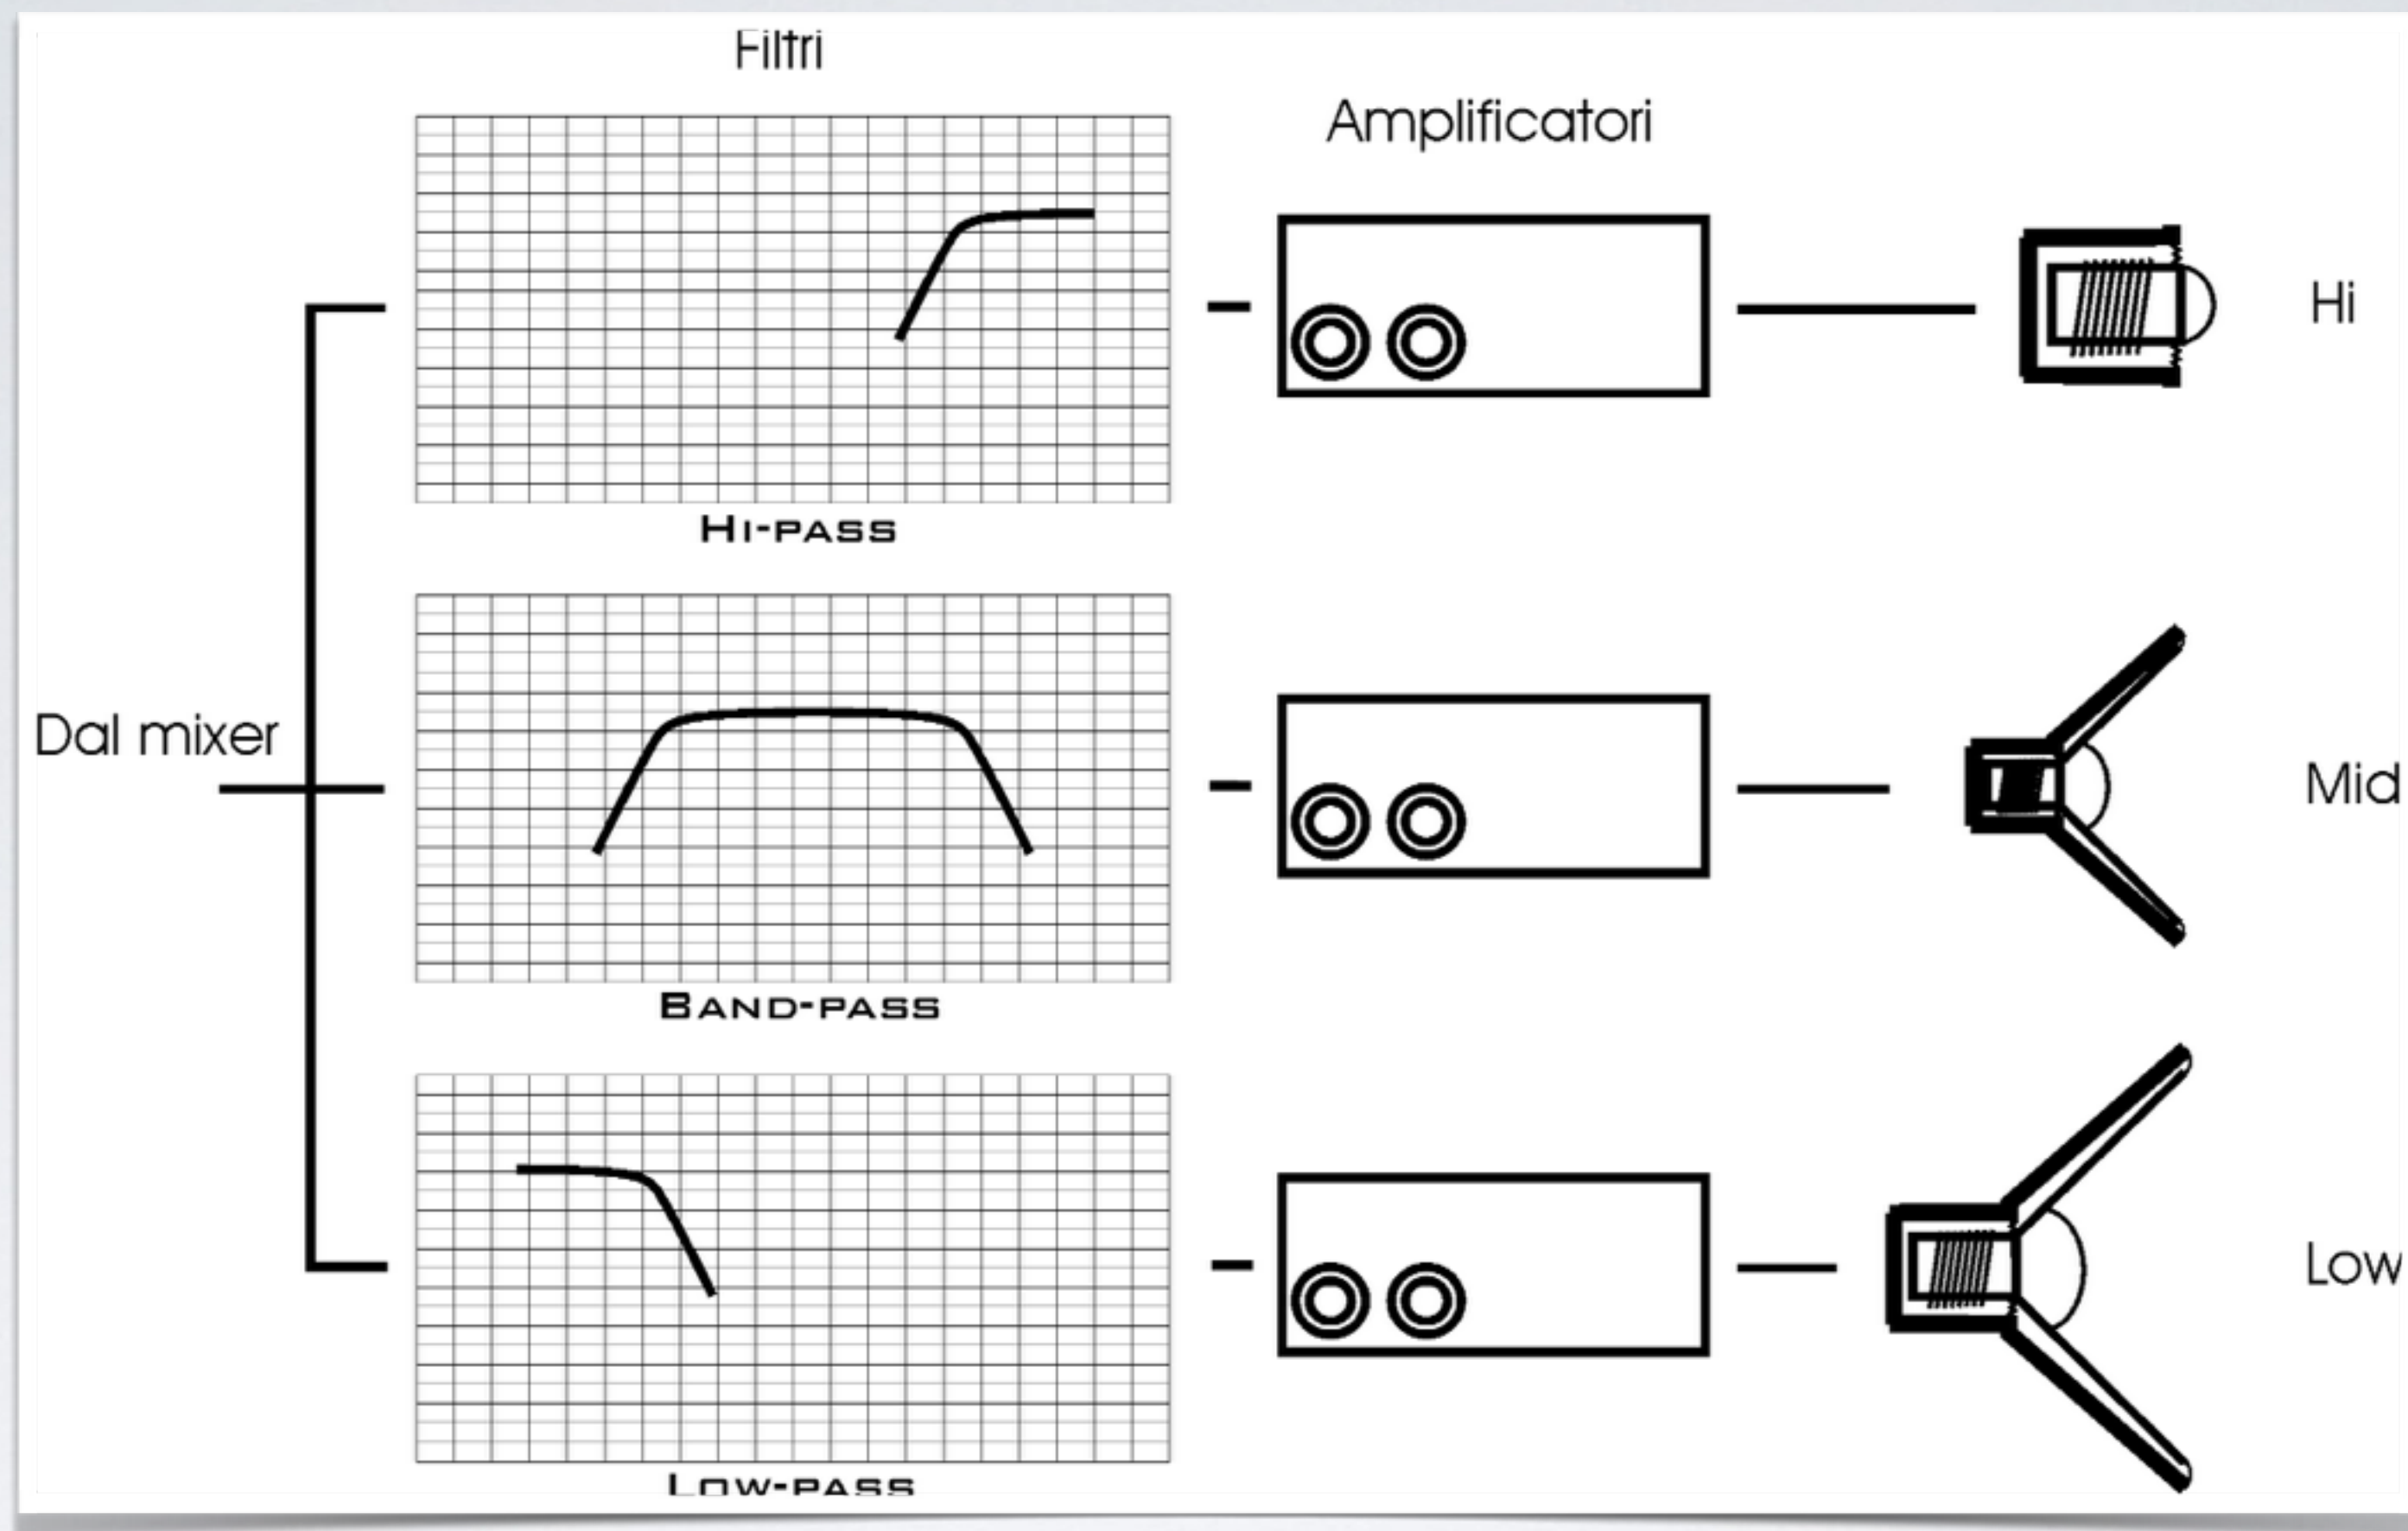 Filtri
Amplificatori
Hi
HI-PASS
Dal mixer
Mid
BAND-PASS
Low
LOW-PASS